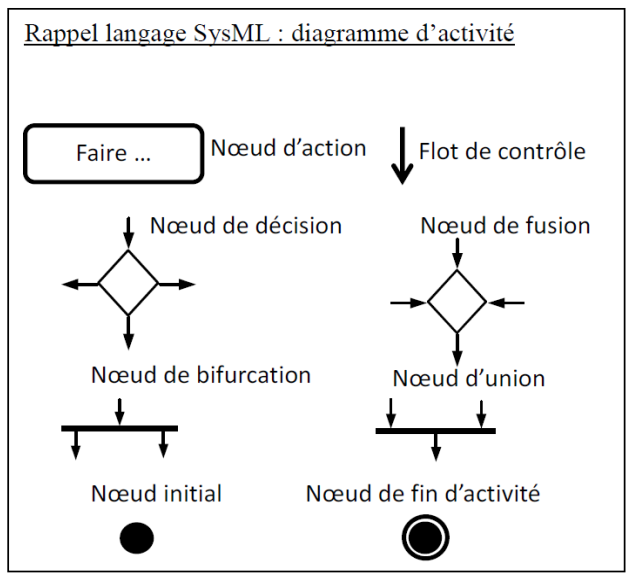 Rappel langage SysML : diagramme d’activité
Faire ...
Nœud d’action
Flot de contrôle
Nœud de décision
Nœud de fusion
Nœud de bifurcation
Nœud d’union
Nœud initial
Nœud de fin d’activité